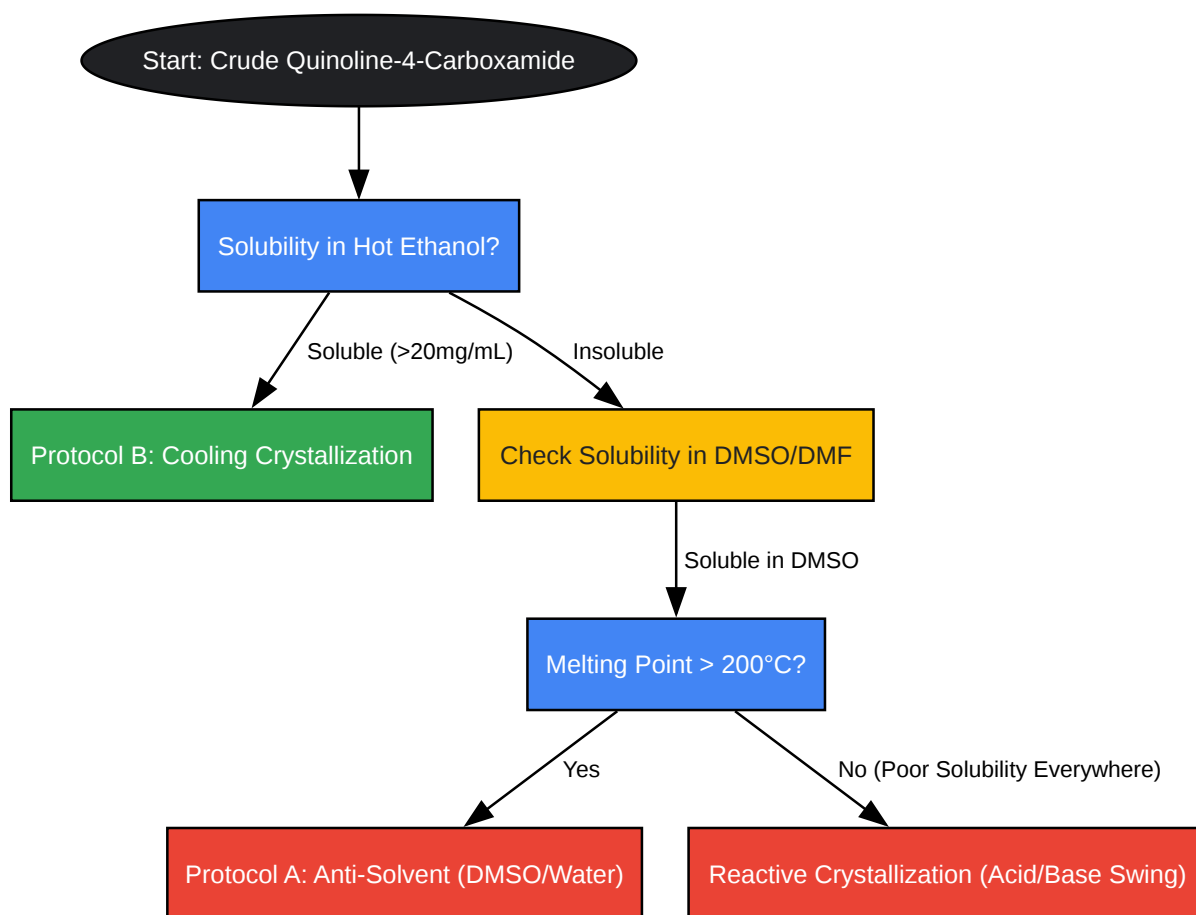 Start: Crude Quinoline-4-Carboxamide
Solubility in Hot Ethanol?
Soluble (>20mg/mL)
Insoluble
Protocol B: Cooling Crystallization
Check Solubility in DMSO/DMF
Soluble in DMSO
Melting Point > 200°C?
Yes
No (Poor Solubility Everywhere)
Protocol A: Anti-Solvent (DMSO/Water)
Reactive Crystallization (Acid/Base Swing)